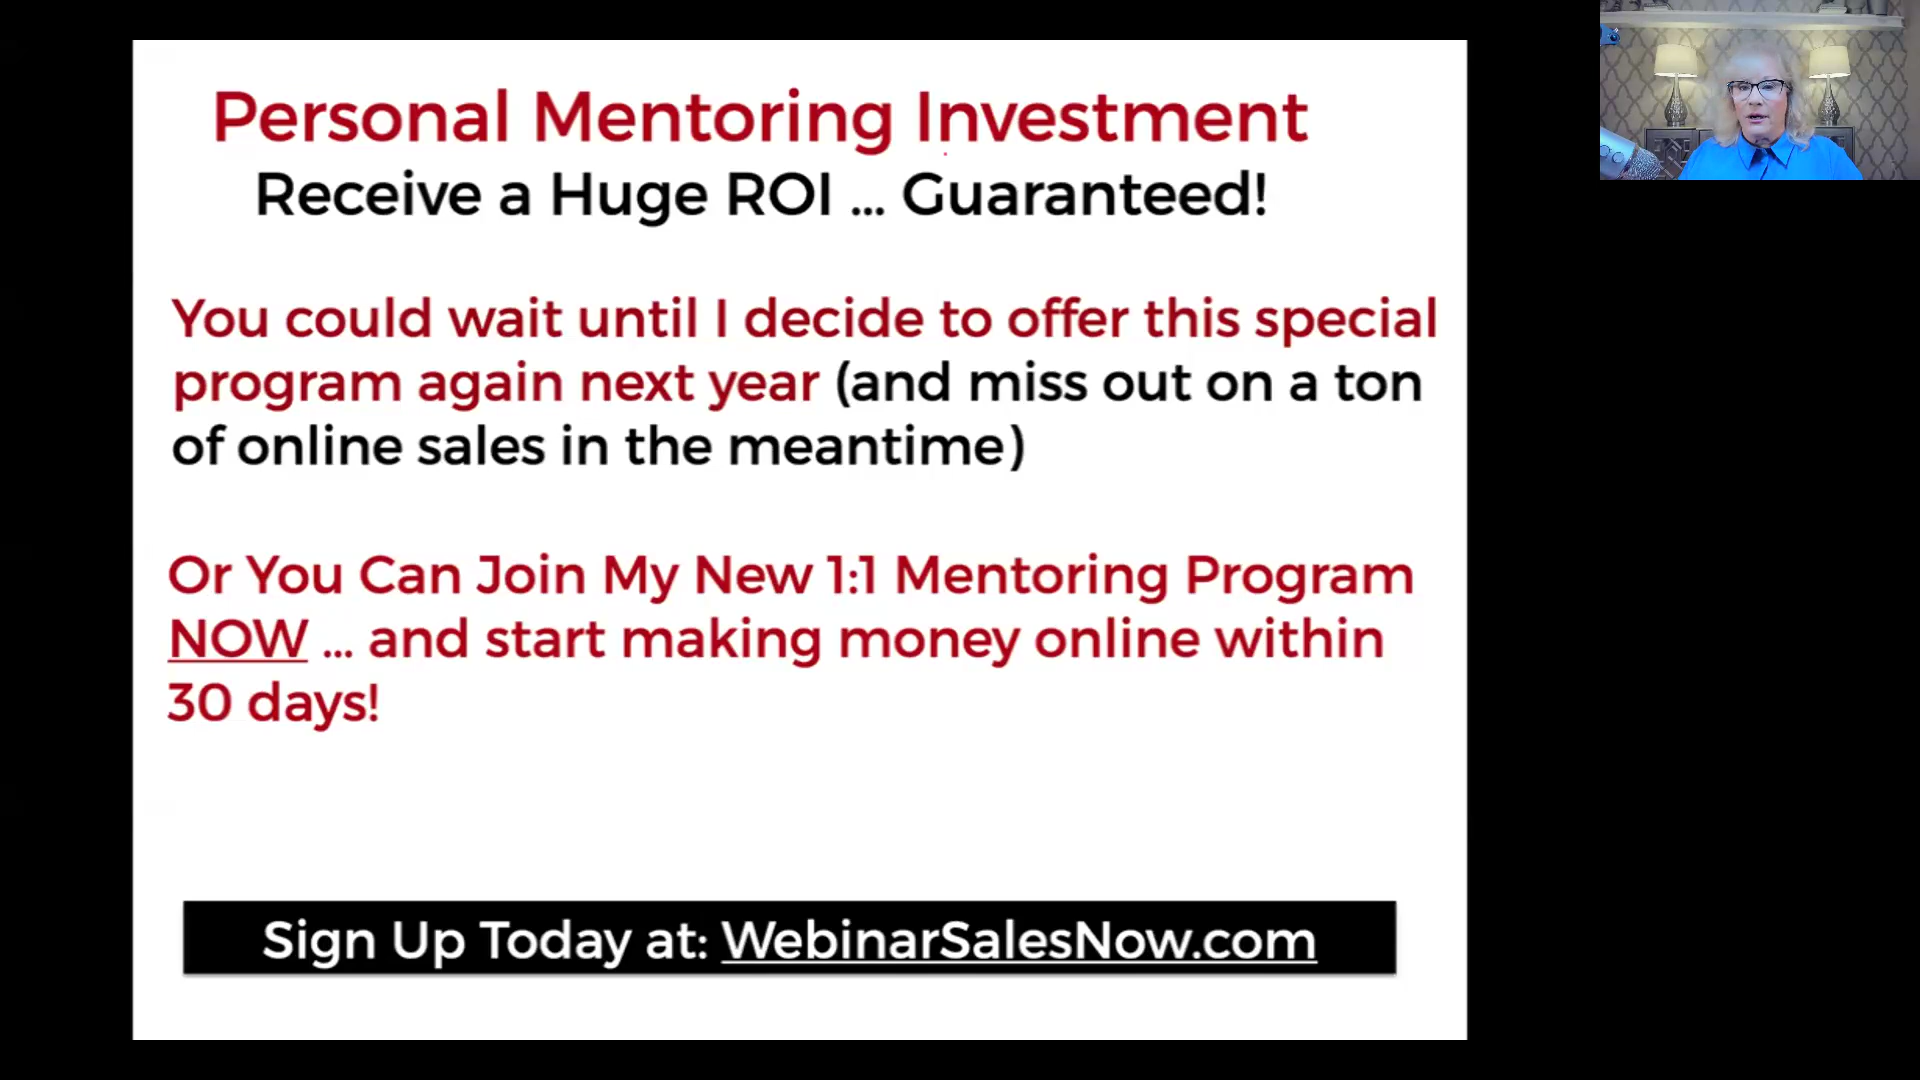 Personal Mentoring Investment
Receive a Huge ROI ... Guaranteed!
You could wait until I decide to offer this special
program again next year (and miss out on a ton
of online sales in the meantime)
Or You Can Join My New 1:1 Mentoring Program
NOW ... and start making money online within
30 days!
Sign Up Today at: WebinarSalesNow.com